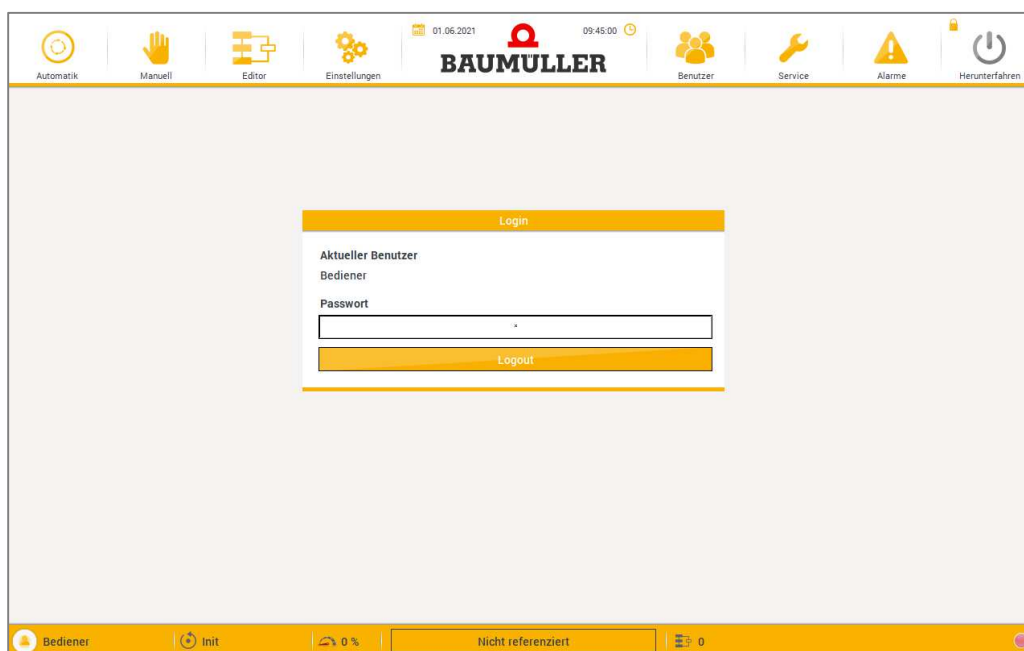 01.06.2021
09:45:00
BAUMÜLLER
Automatik
Manuell
Editor
Einstellungen
Benutzer
Service
Alarme
Herunterfahren
Login
Aktueller Benutzer
Bediener
Passwort
Logout
Bediener
Init
0 %
Nicht referenziert
0